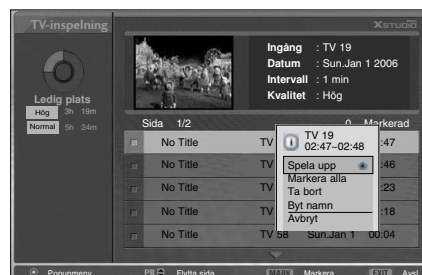 TV-inspelning
XSTUDIO
Ingång : TV 19
Datum : Sun.Jan 1 2006
Intervall : 1 min
Kvalitet : Hög
Ledig plats
Hög 3h 19m
Normal 5h 24m
Sida 1/2 0 Markerad
No Title TV :47
No Title TV :46
No Title TV :23
No Title TV :18
No Title TV 58 Sun.Jan 1 00:04
TV 19
02:47~02:48
Spela upp
Markera alla
Ta bort
Byt namn
Avbryt
Popupmeny PR Flytta sida MARK Markera EXIT Avsl